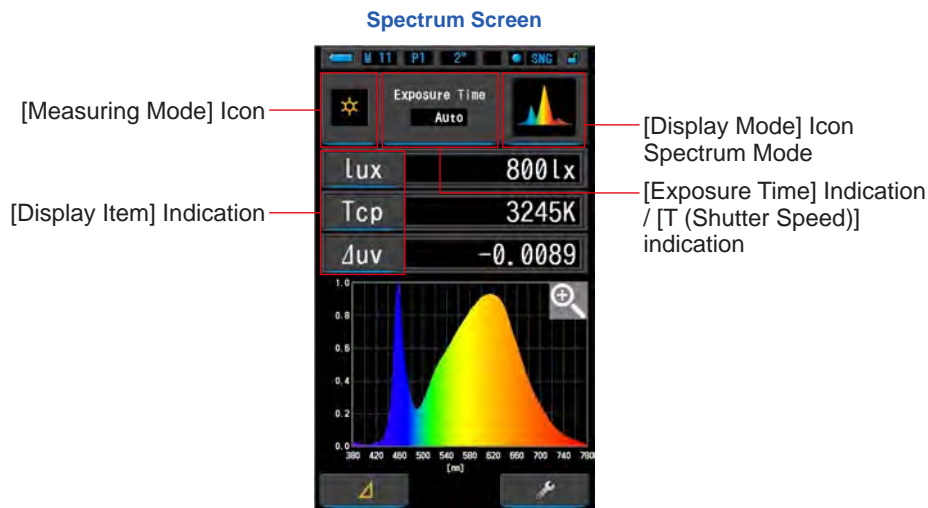 Spectrum Screen
M 11 P1 2° SNG
[Measuring Mode] Icon
Exposure Time
Auto
[Display Mode] Icon
Spectrum Mode
[Exposure Time] Indication
/ [T (Shutter Speed)]
indication
[Display Item] Indication
lux 800lx
Tcp 3245K
⊿uv -0.0089
1.0
0.8
0.6
0.4
0.2
0.0
380 420 460 500 540 580 620 660 700 740 780
[nm]
⊿